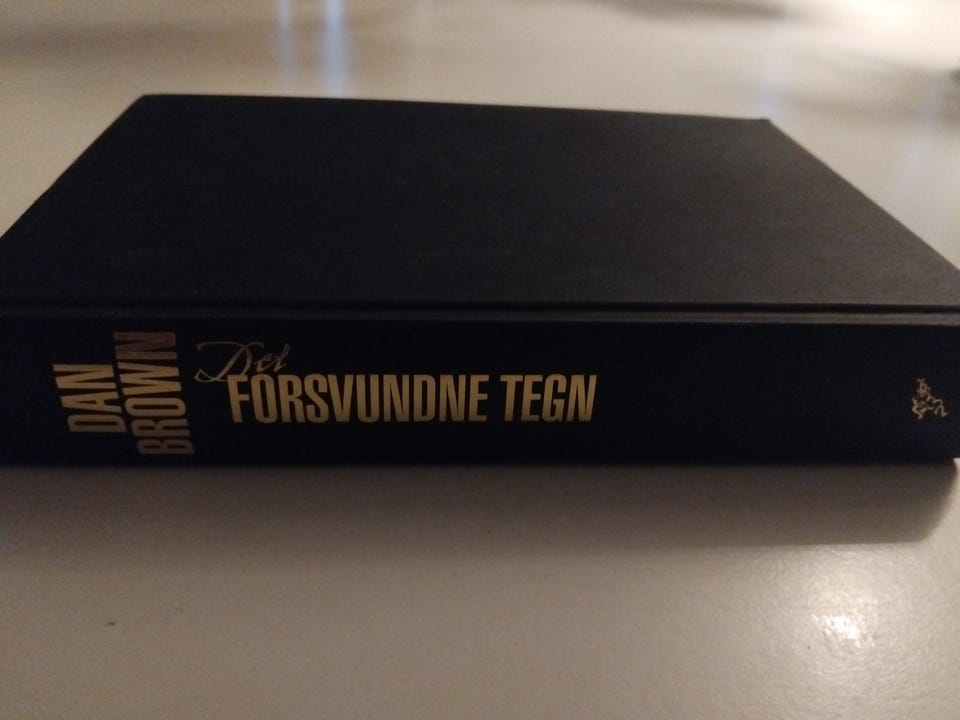 DAN
BROWN
Det
FORSVUNDNE TEGN